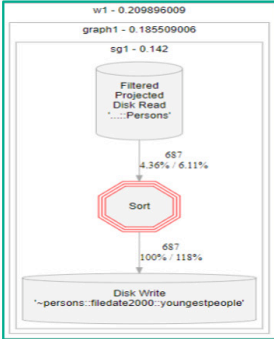 w1 - 0.209896009
graph1 - 0.185509006
sg1 - 0.142
Filtered
Projected
Disk Read
'...::Persons'
687
4.36% / 6.11%
Sort
687
100% / 118%
Disk Write
'~persons::filedate2000::youngestpeople'